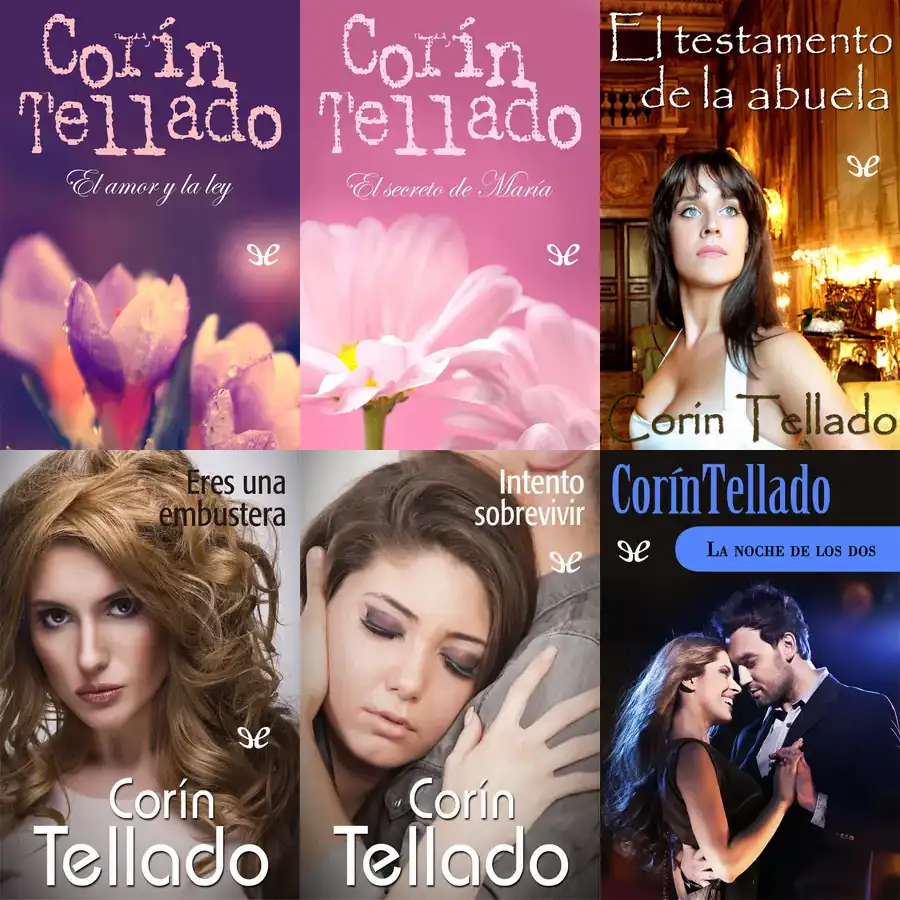 Corín
Tellado
El amor y la ley
Corín
Tellado
El secreto de María
El testamento
de la abuela
Corín Tellado
Eres una
embustera
Corín
Tellado
Intento
sobrevivir
Corín
Tellado
CorínTellado
LA NOCHE DE LOS DOS